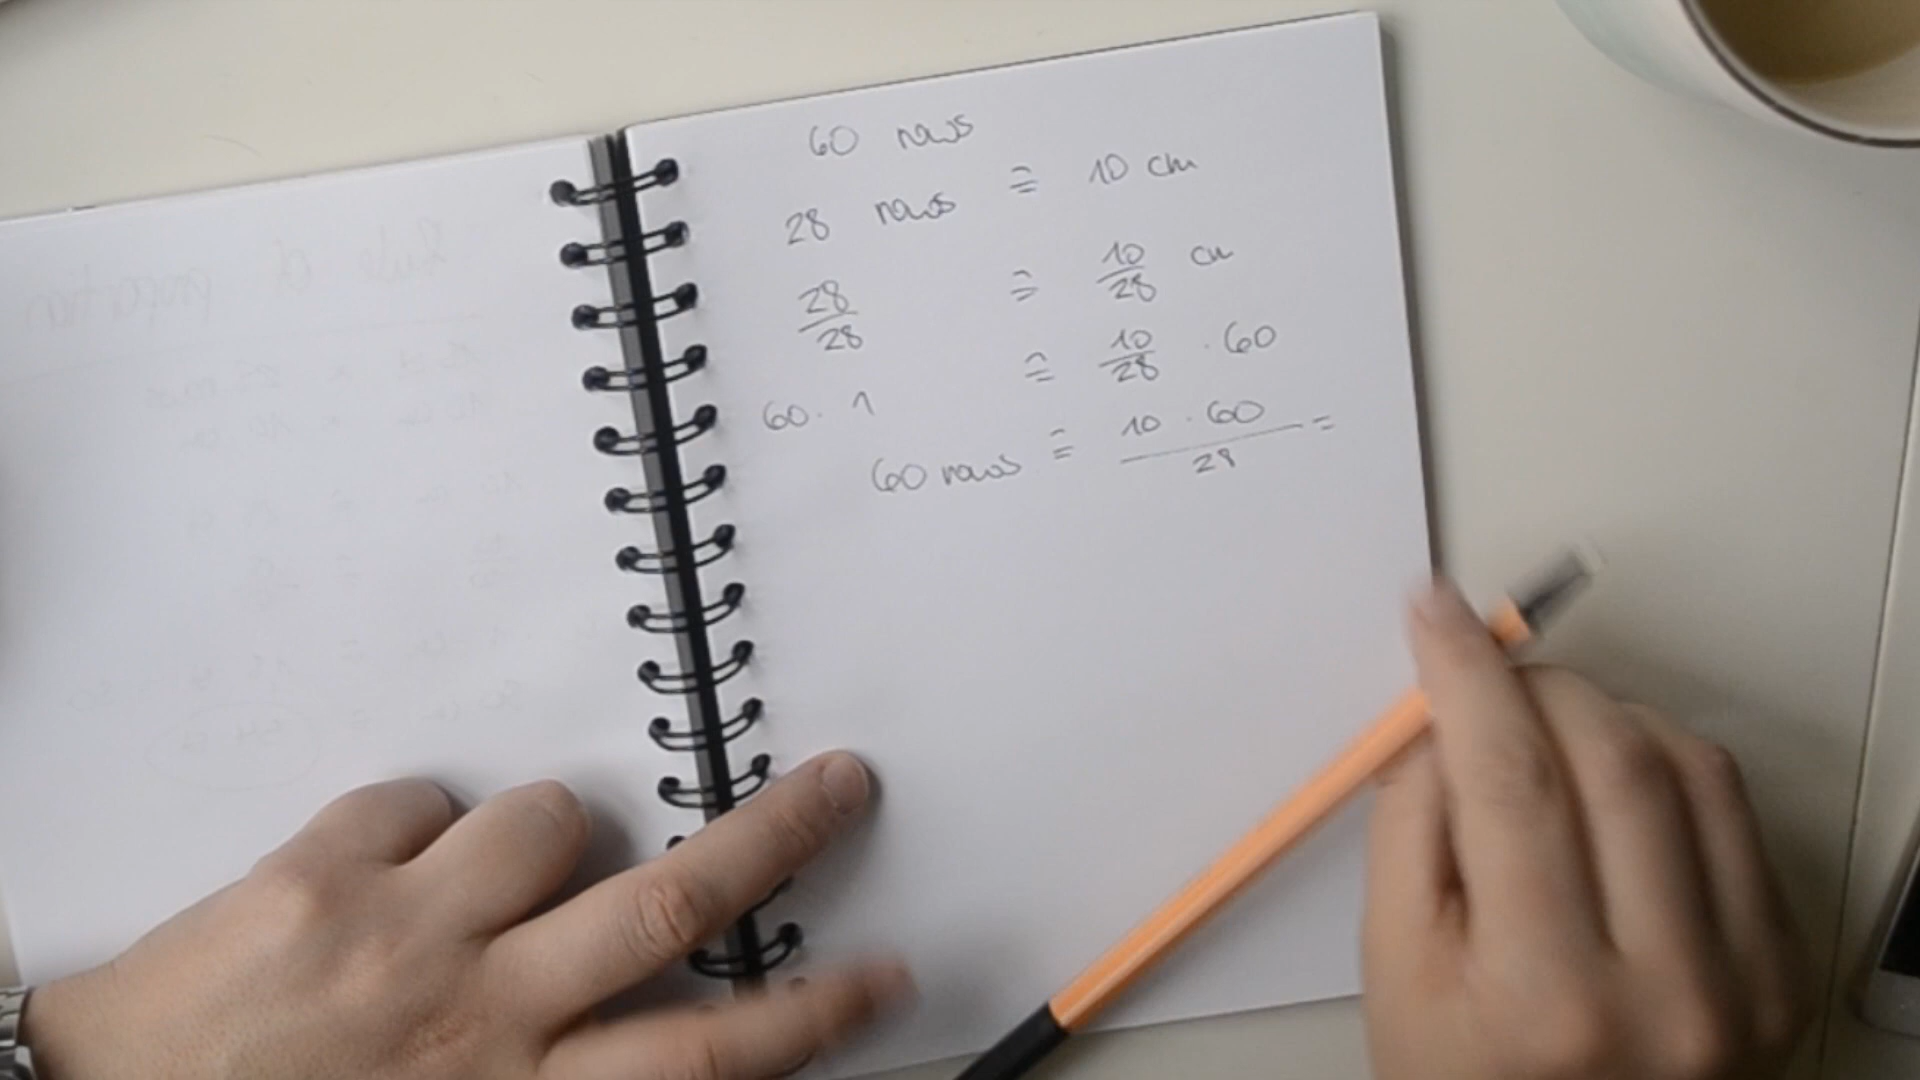 60 rows
28 rows ≙ 10 cm
28/28 ≙ 10/28 cm
60 · 1 ≙ 10/28 · 60
60 rows ≙ 10 · 60 / 28 =